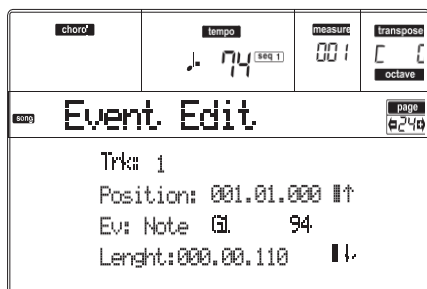 chord tempo measure transpose
♩. 74 seq 1 001 C C
octave
song Event Edit page
24
Trk: 1
Position: 001.01.000
Ev: Note G1 94
Lenght:000.00.110